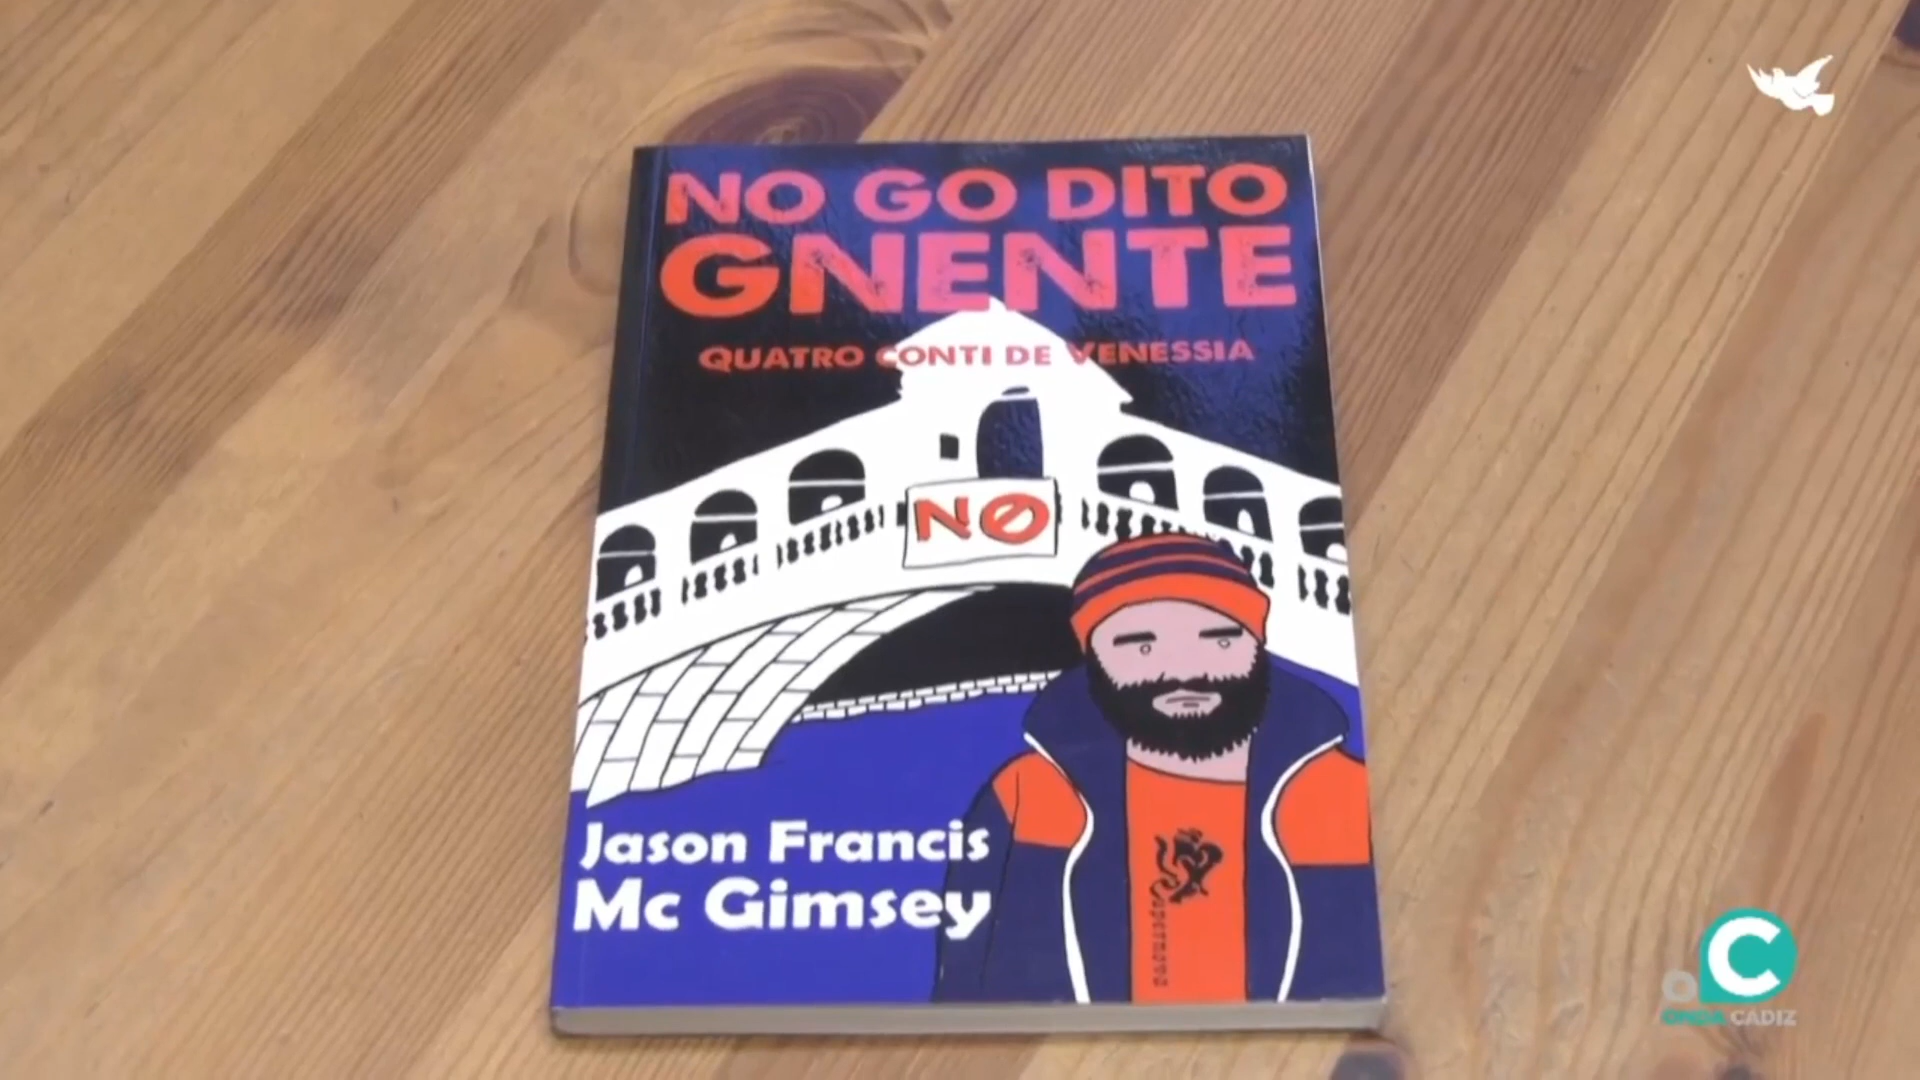 NO GO DITO
GNENTE
QUATRO CONTI DE VENESSIA
NO
Jason Francis
Mc Gimsey
C
ONDA CADIZ